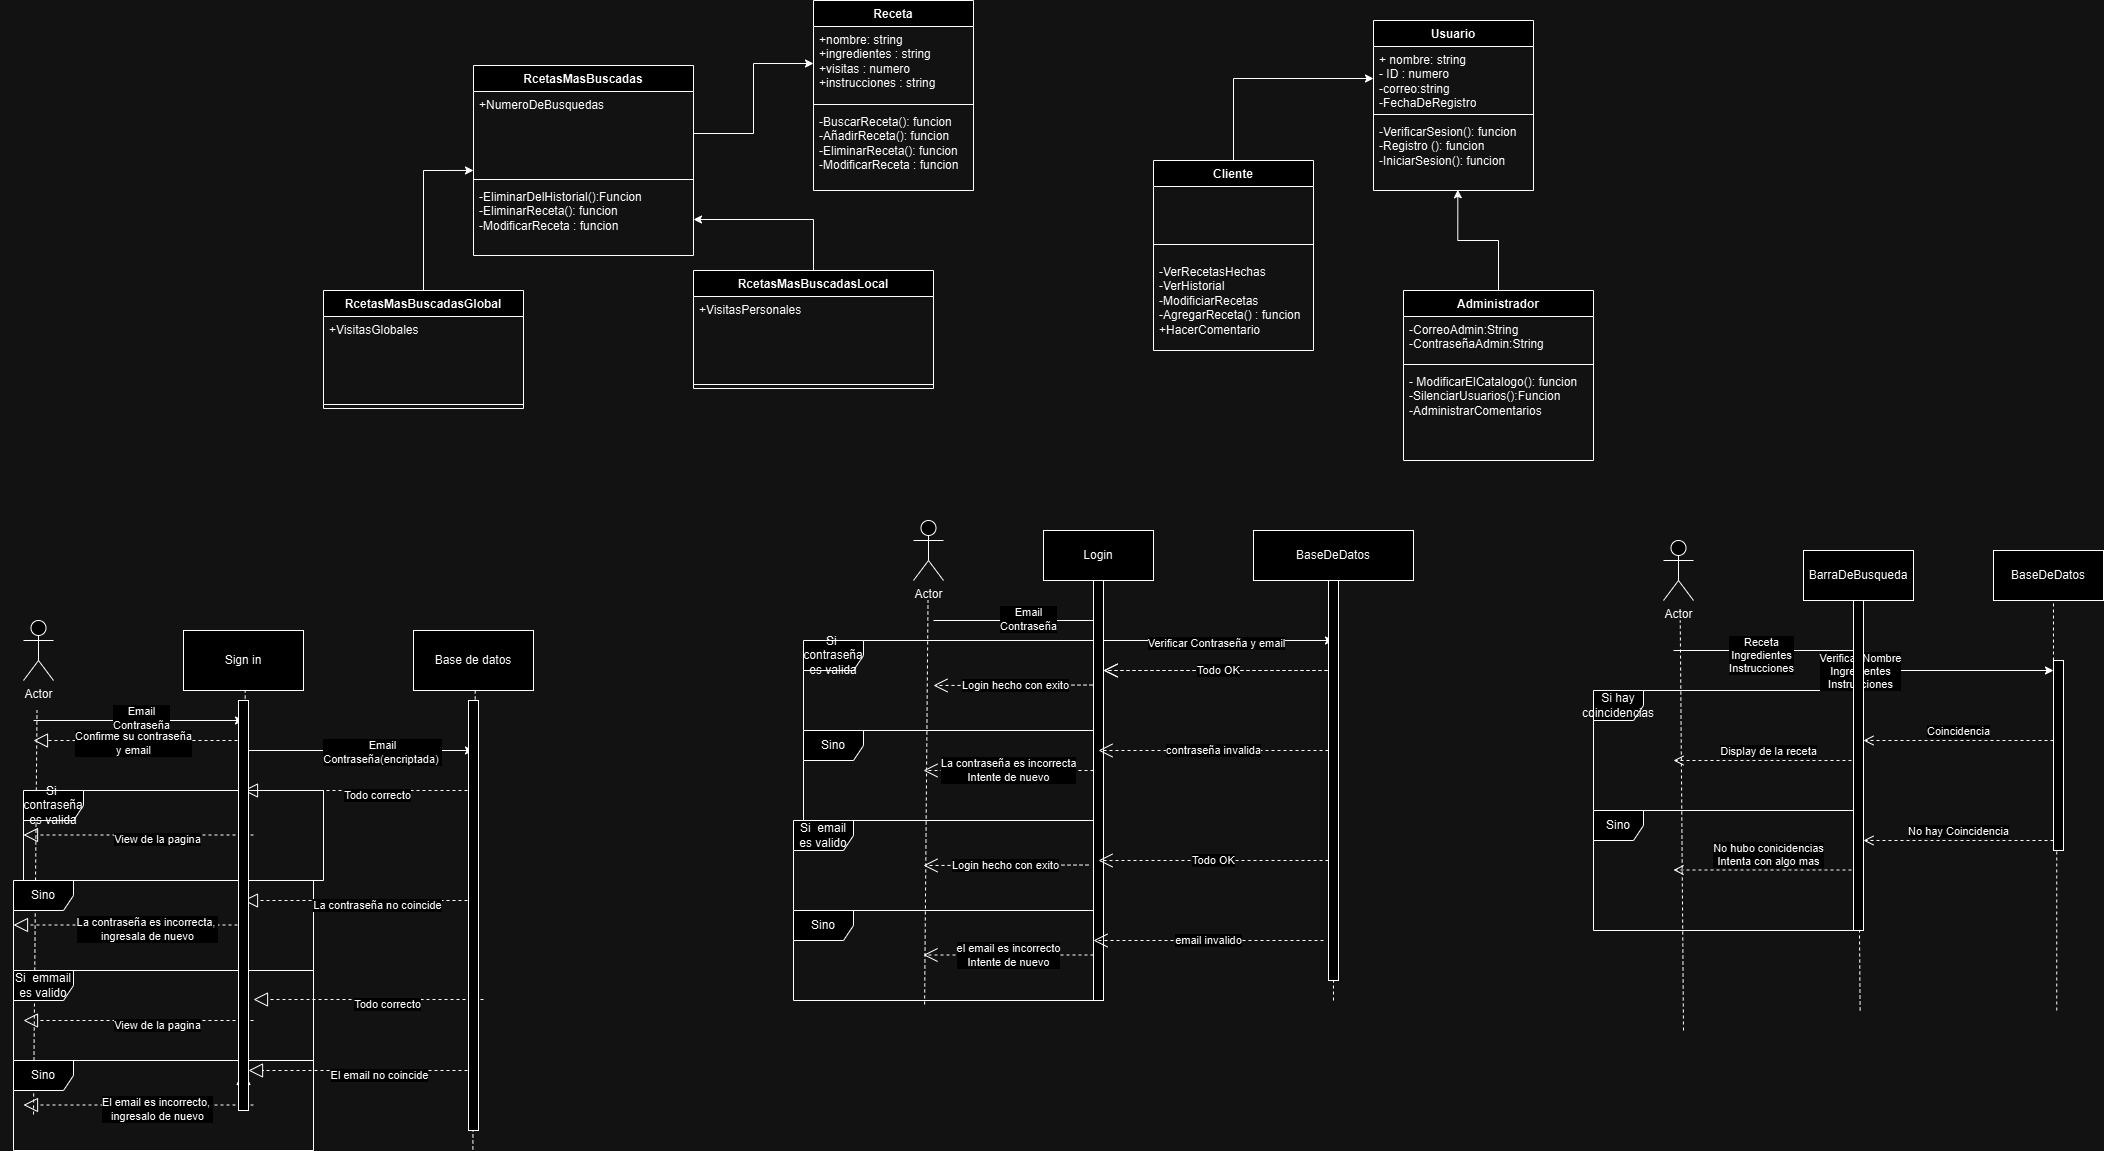 Receta
+nombre: string
+ingredientes : string
+visitas : numero
+instrucciones : string
-BuscarReceta(): funcion
-AñadirReceta(): funcion
-EliminarReceta(): funcion
-ModificarReceta : funcion
RcetasMasBuscadas
+NumeroDeBusquedas
-EliminarDelHistorial():Funcion
-EliminarReceta(): funcion
-ModificarReceta : funcion
RcetasMasBuscadasGlobal
+VisitasGlobales
RcetasMasBuscadasLocal
+VisitasPersonales
Usuario
+ nombre: string
- ID : numero
-correo:string
-FechaDeRegistro
-VerificarSesion(): funcion
-Registro (): funcion
-IniciarSesion(): funcion
Cliente
-VerRecetasHechas
-VerHistorial
-ModificiarRecetas
-AgregarReceta() : funcion
+HacerComentario
Administrador
-CorreoAdmin:String
-ContraseñaAdmin:String
- ModificarElCatalogo(): funcion
-SilenciarUsuarios():Funcion
-AdministrarComentarios
Actor
Sign in
Base de datos
Email
Contraseña
Confirme su contraseña
y email
Email
Contraseña(encriptada)
Si
contraseña
es valida
Todo correcto
View de la pagina
Sino
La contraseña no coincide
La contraseña es incorrecta,
ingresala de nuevo
Si emmail
es valido
Todo correcto
View de la pagina
Sino
El email no coincide
El email es incorrecto,
ingresalo de nuevo
Actor
Login
BaseDeDatos
Email
Contraseña
Si
contraseña
es valida
Verificar Contraseña y email
Todo OK
Login hecho con exito
Sino
contraseña invalida
La contraseña es incorrecta
Intente de nuevo
Si email
es valido
Todo OK
Login hecho con exito
Sino
email invalido
el email es incorrecto
Intente de nuevo
Actor
BarraDeBusqueda
BaseDeDatos
Receta
Ingredientes
Instrucciones
Verificar Nombre
Ingredientes
Instrucciones
Si hay
coincidencias
Coincidencia
Display de la receta
Sino
No hay Coincidencia
No hubo conicidencias
Intenta con algo mas